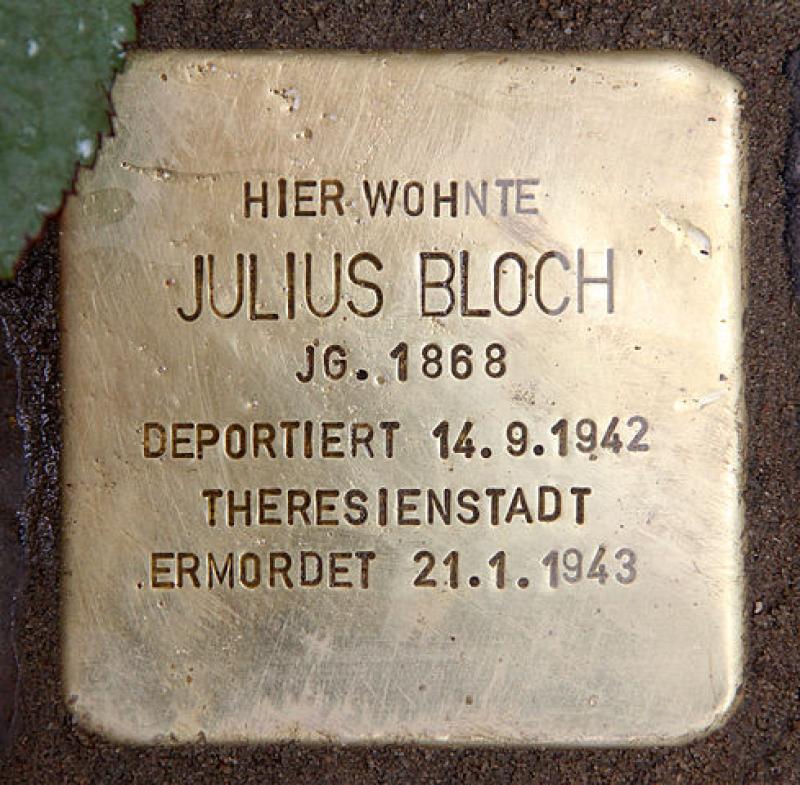 HIER WOHNTE
JULIUS BLOCH
JG. 1868
DEPORTIERT 14.9.1942
THERESIENSTADT
ERMORDET 21.1.1943